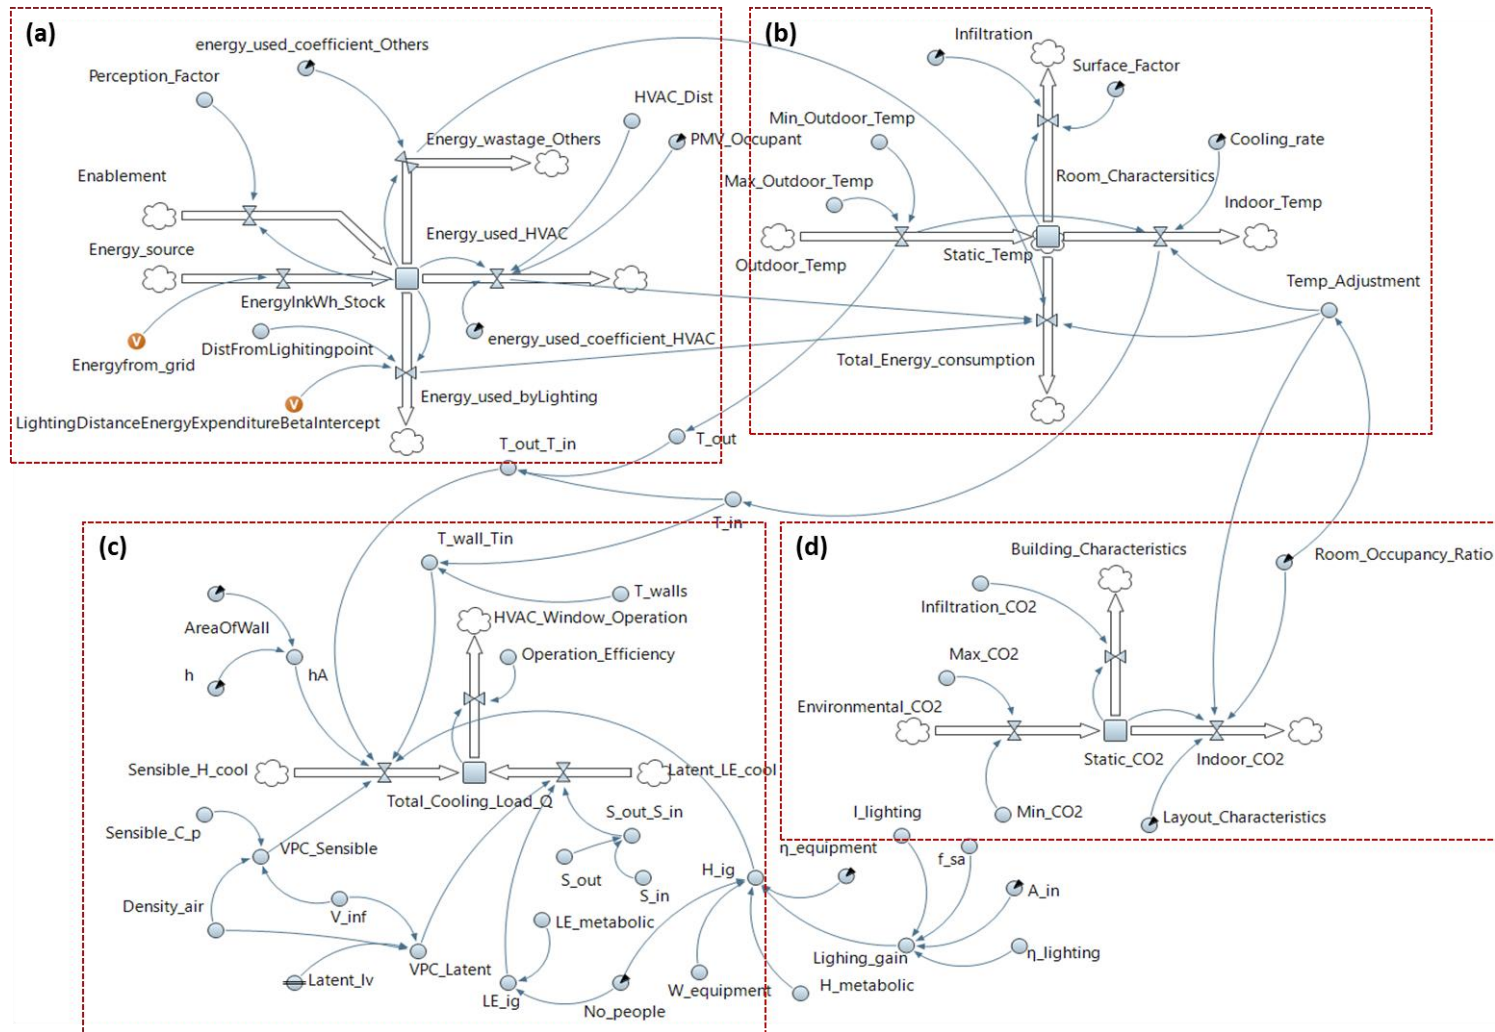 (a)
energy_used_coefficient_Others
Perception_Factor
HVAC_Dist
Energy_wastage_Others
PMV_Occupant
Enablement
Energy_source
Energy_used_HVAC
EnergyInkWh_Stock
DistFromLighitingpoint
energy_used_coefficient_HVAC
V
Energyfrom_grid
V
Energy_used_byLighting
LightingDistanceEnergyExpenditureBetaIntercept
(b)
Infiltration
Surface_Factor
Min_Outdoor_Temp
Cooling_rate
Max_Outdoor_Temp
Room_Charactersitics
Indoor_Temp
Outdoor_Temp
Static_Temp
Temp_Adjustment
Total_Energy_consumption
T_out_T_in
T_out
T_in
(c)
T_wall_Tin
T_walls
AreaOfWall
HVAC_Window_Operation
Operation_Efficiency
h
hA
Sensible_H_cool
Latent_LE_cool
Total_Cooling_Load_Q
Sensible_C_p
S_out_S_in
VPC_Sensible
S_out
S_in
H_ig
Density_air
V_inf
LE_metabolic
Latent_lv
VPC_Latent
LE_ig
No_people
W_equipment
(d)
Building_Characteristics
Room_Occupancy_Ratio
Infiltration_CO2
Max_CO2
Environmental_CO2
Static_CO2
Indoor_CO2
Min_CO2
Layout_Characteristics
I_lighting
η_equipment
f_sa
A_in
Lighing_gain
η_lighting
H_metabolic